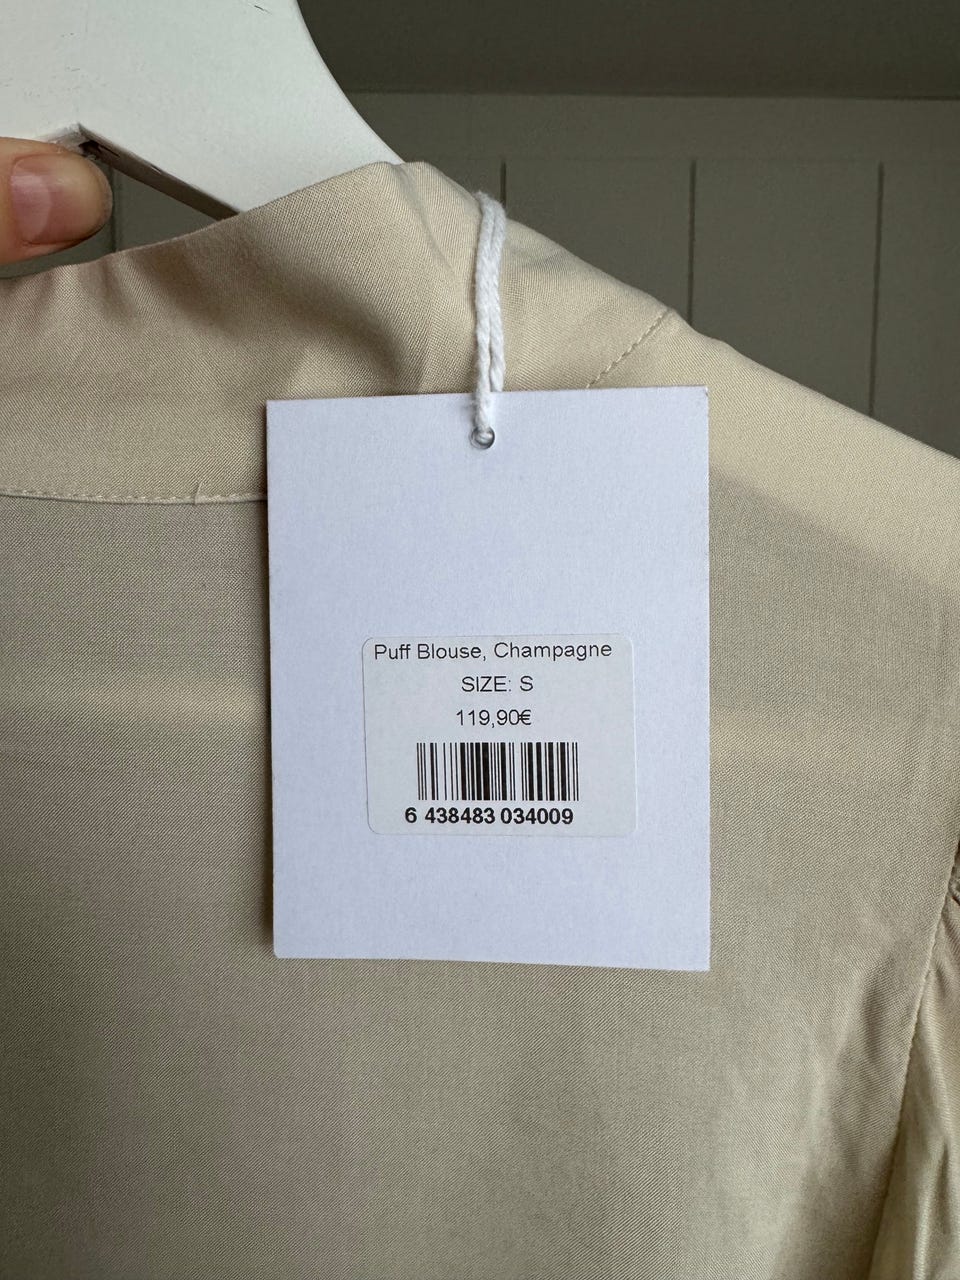 Puff Blouse, Champagne
SIZE: S
119,90€
6 438483 034009